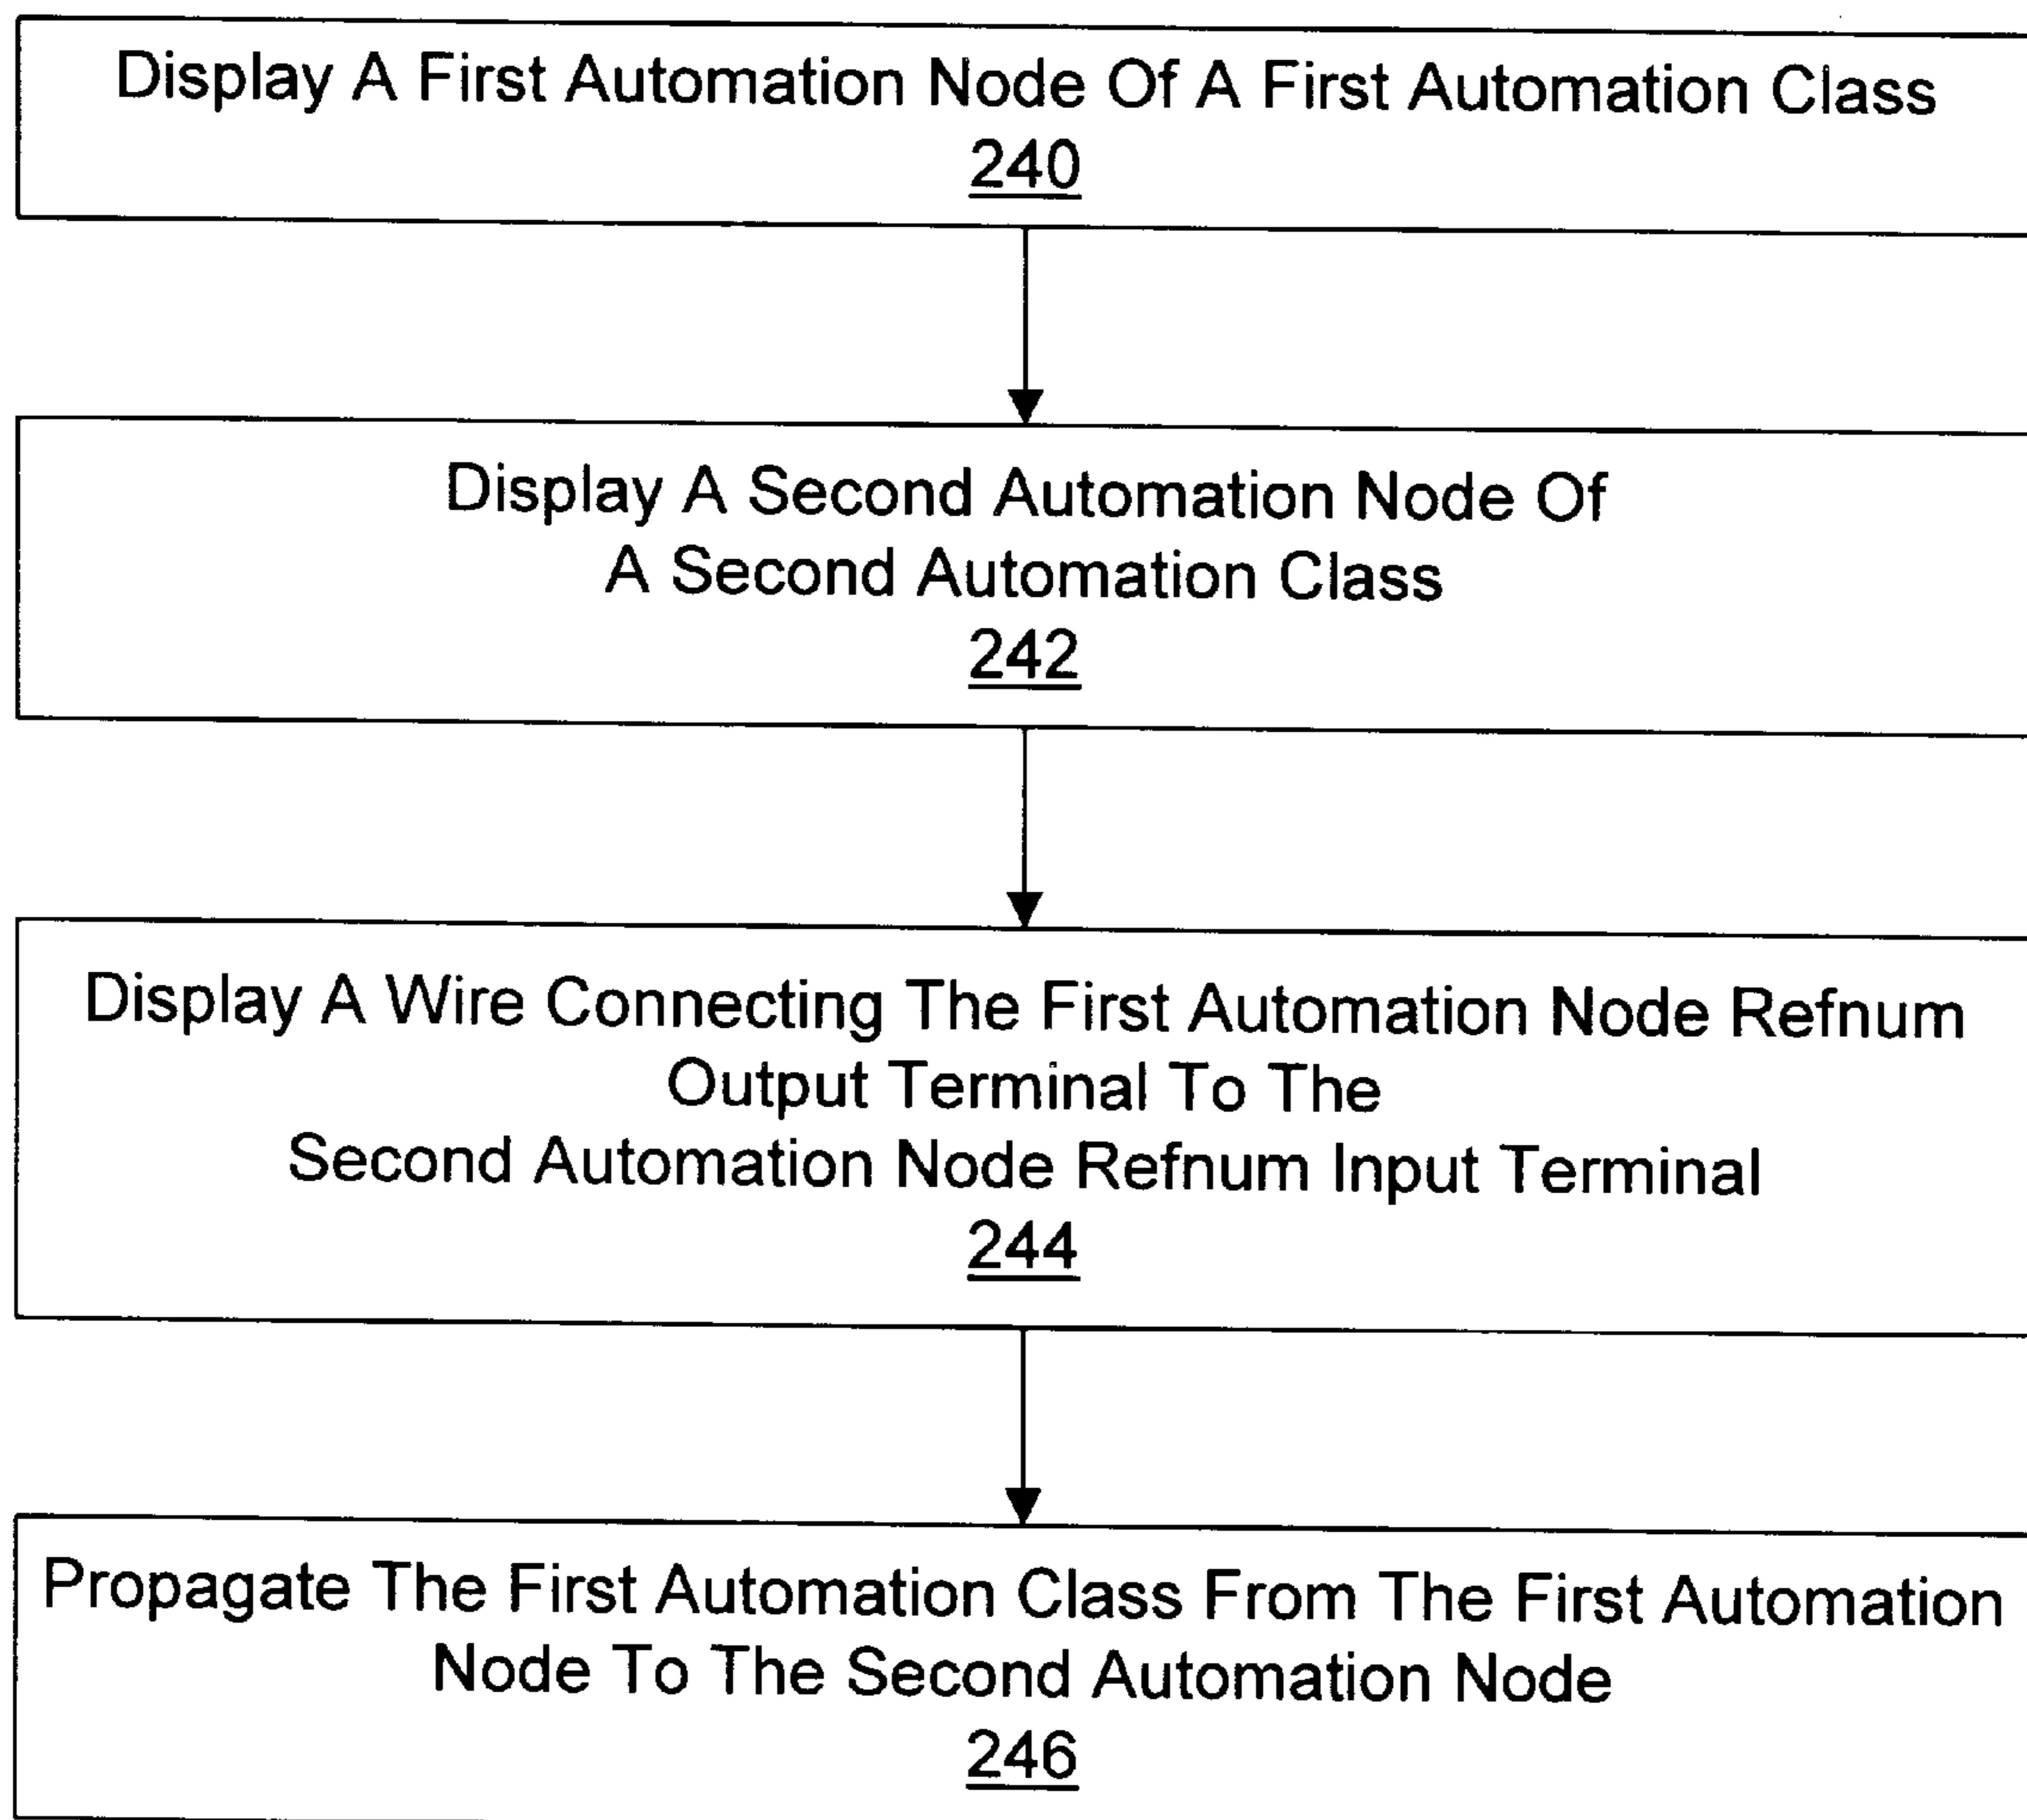 Display A First Automation Node Of A First Automation Class
240
Display A Second Automation Node Of
A Second Automation Class
242
Display A Wire Connecting The First Automation Node Refnum
Output Terminal To The
Second Automation Node Refnum Input Terminal
244
Propagate The First Automation Class From The First Automation
Node To The Second Automation Node
246